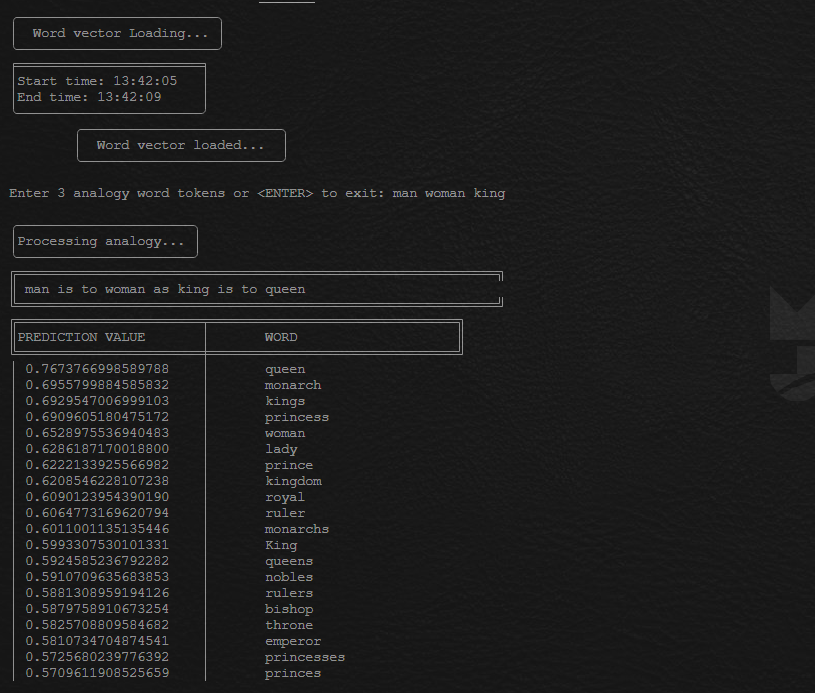 Word vector Loading...
Start time: 13:42:05
End time: 13:42:09
Word vector loaded...
Enter 3 analogy word tokens or <ENTER> to exit: man woman king
Processing analogy...
man is to woman as king is to queen
PREDICTION VALUE WORD
0.7673766998589788 queen
0.6955799884585832 monarch
0.6929547006999103 kings
0.6909605180475172 princess
0.6528975536940483 woman
0.6286187170018800 lady
0.6222133925566982 prince
0.6208546228107238 kingdom
0.6090123954390190 royal
0.6064773169620794 ruler
0.6011001135135446 monarchs
0.5993307530101331 King
0.5924585236792282 queens
0.5910709635683853 nobles
0.5881308959194126 rulers
0.5879758910673254 bishop
0.5825708809584682 throne
0.5810734704874541 emperor
0.5725680239776392 princesses
0.5709611908525659 princes